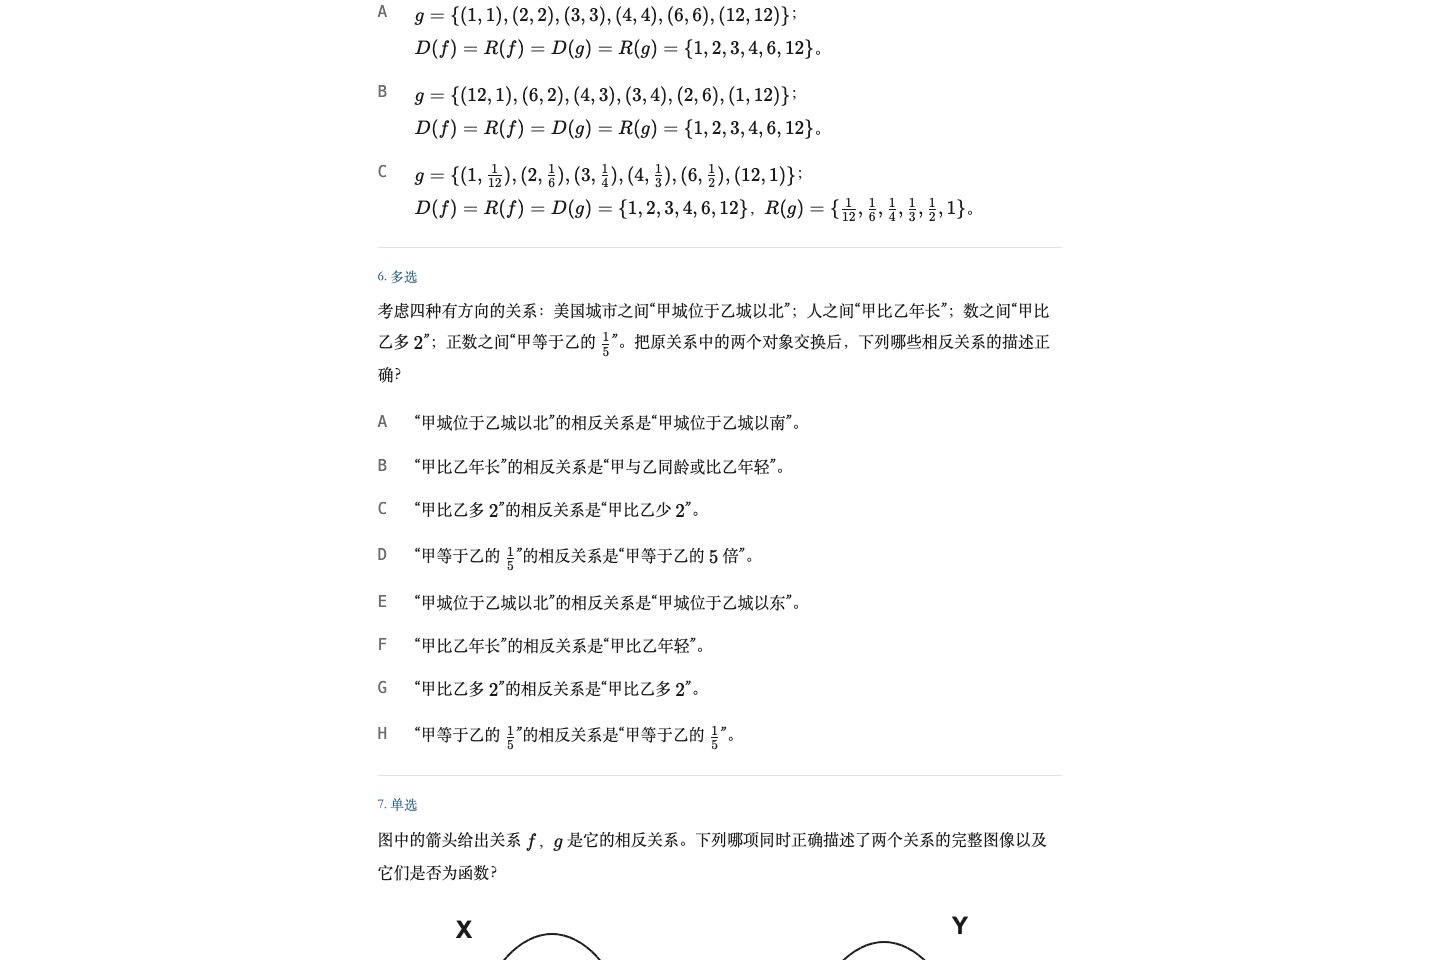 A g = {(1, 1), (2, 2), (3, 3), (4, 4), (6, 6), (12, 12)};
D(f) = R(f) = D(g) = R(g) = {1, 2, 3, 4, 6, 12}。
B g = {(12, 1), (6, 2), (4, 3), (3, 4), (2, 6), (1, 12)};
D(f) = R(f) = D(g) = R(g) = {1, 2, 3, 4, 6, 12}。
C g = {(1, 1/12), (2, 1/6), (3, 1/4), (4, 1/3), (6, 1/2), (12, 1)};
D(f) = R(f) = D(g) = {1, 2, 3, 4, 6, 12}, R(g) = {1/12, 1/6, 1/4, 1/3, 1/2, 1}。
6. 多选
考虑四种有方向的关系：美国城市之间“甲城位于乙城以北”；人之间“甲比乙年长”；数之间“甲比
乙多 2”；正数之间“甲等于乙的 1/5”。把原关系中的两个对象交换后，下列哪些相反关系的描述正
确？
A “甲城位于乙城以北”的相反关系是“甲城位于乙城以南”。
B “甲比乙年长”的相反关系是“甲与乙同龄或比乙年轻”。
C “甲比乙多 2”的相反关系是“甲比乙少 2”。
D “甲等于乙的 1/5”的相反关系是“甲等于乙的 5 倍”。
E “甲城位于乙城以北”的相反关系是“甲城位于乙城以东”。
F “甲比乙年长”的相反关系是“甲比乙年轻”。
G “甲比乙多 2”的相反关系是“甲比乙多 2”。
H “甲等于乙的 1/5”的相反关系是“甲等于乙的 1/5”。
7. 单选
图中的箭头给出关系 f，g 是它的相反关系。下列哪项同时正确描述了两个关系的完整图像以及
它们是否为函数？
X Y